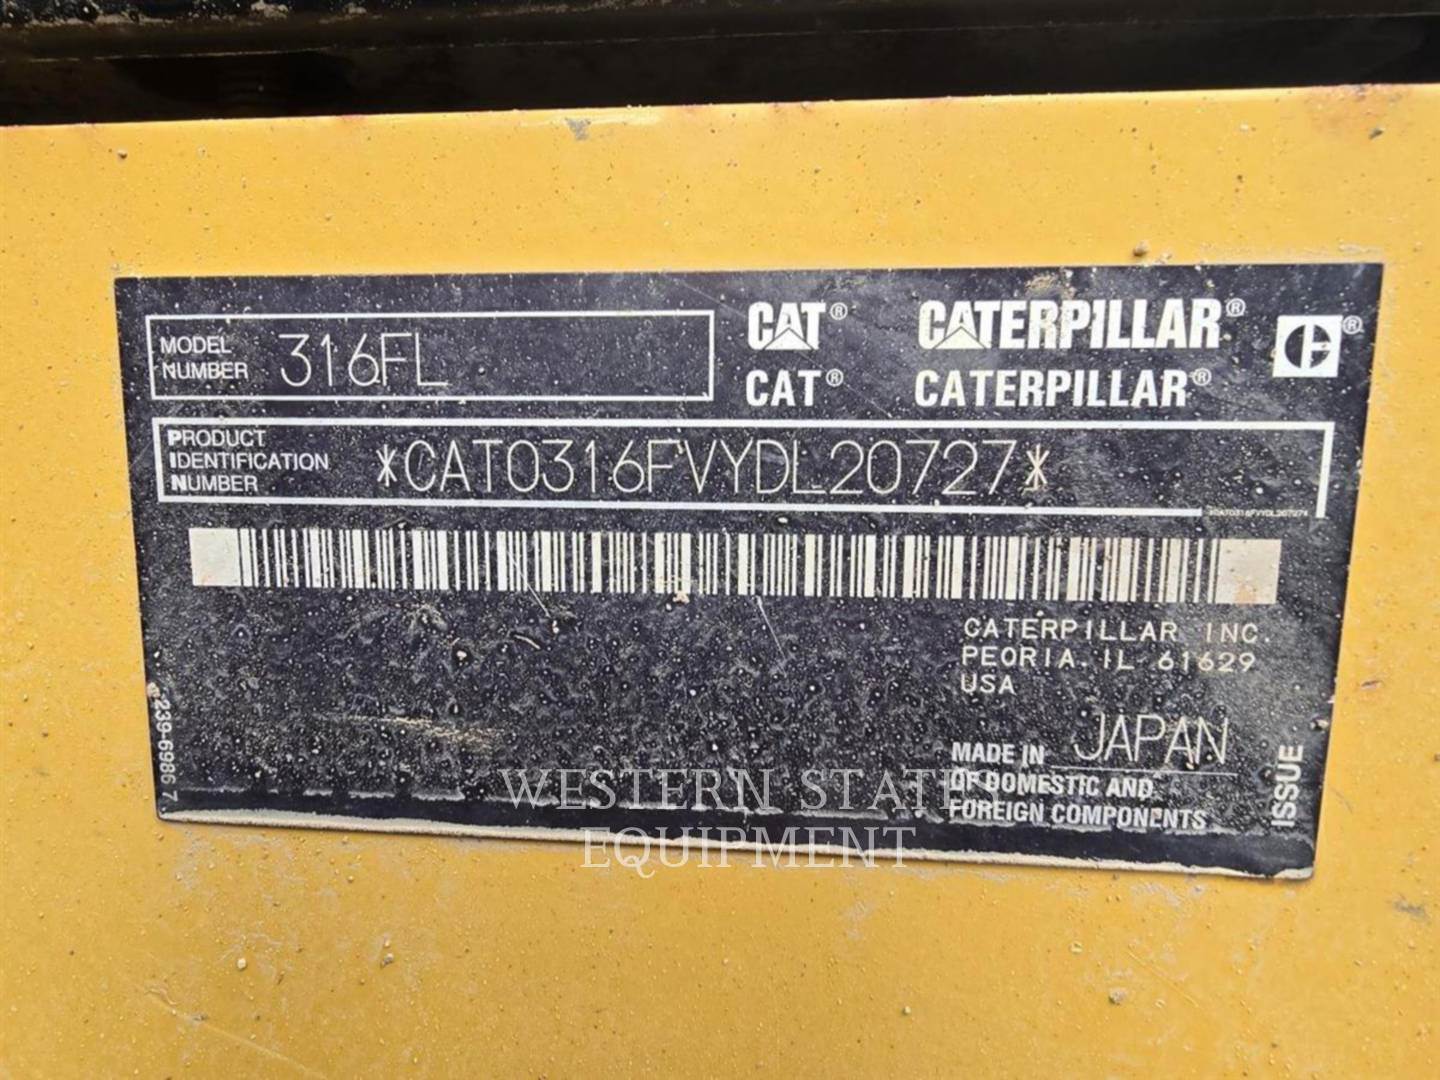 MODEL
NUMBER 316FL
CAT® CATERPILLAR®
CAT® CATERPILLAR®
PRODUCT
IDENTIFICATION
NUMBER *CAT0316FVYDL20727*
CATERPILLAR INC.
PEORIA. IL 61629
USA
MADE IN JAPAN
OF DOMESTIC AND
FOREIGN COMPONENTS
ISSUE
239-6986 7
WESTERN STATE
EQUIPMENT